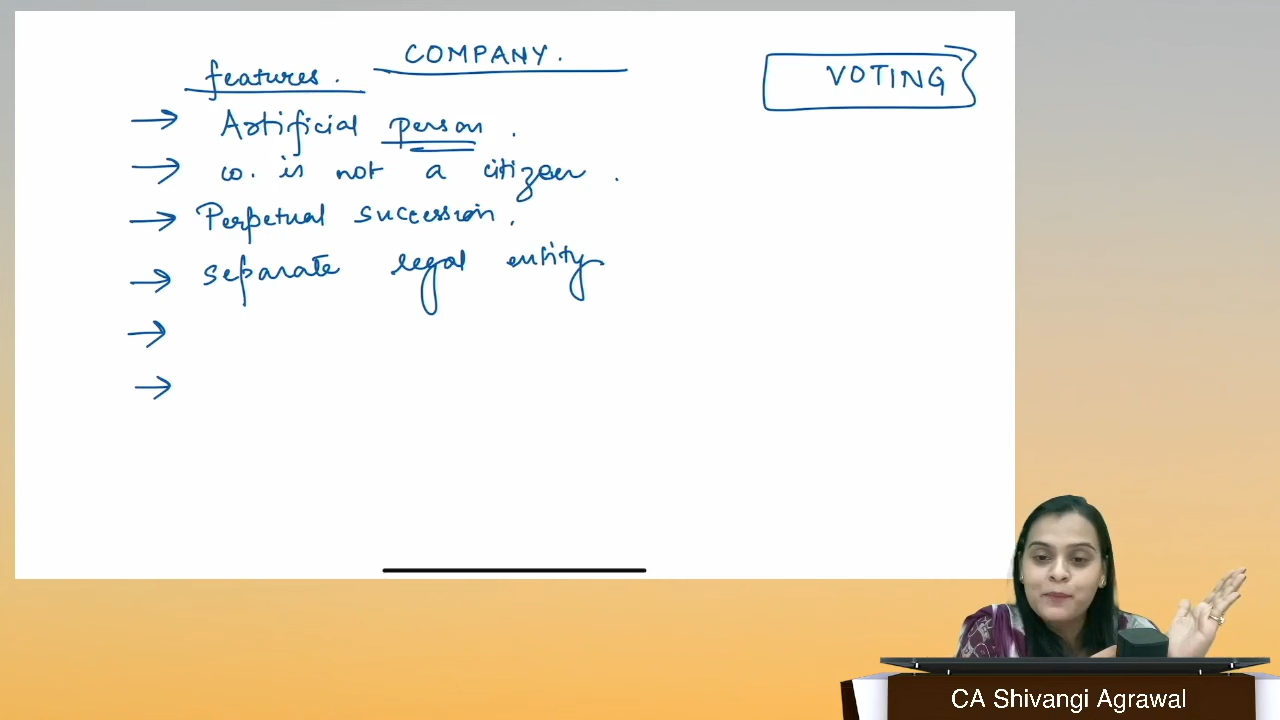 COMPANY.
features.
VOTING
→ Artificial person.
→ co. is not a citizen.
→ Perpetual succession.
→ separate legal entity
→
→
CA Shivangi Agrawal